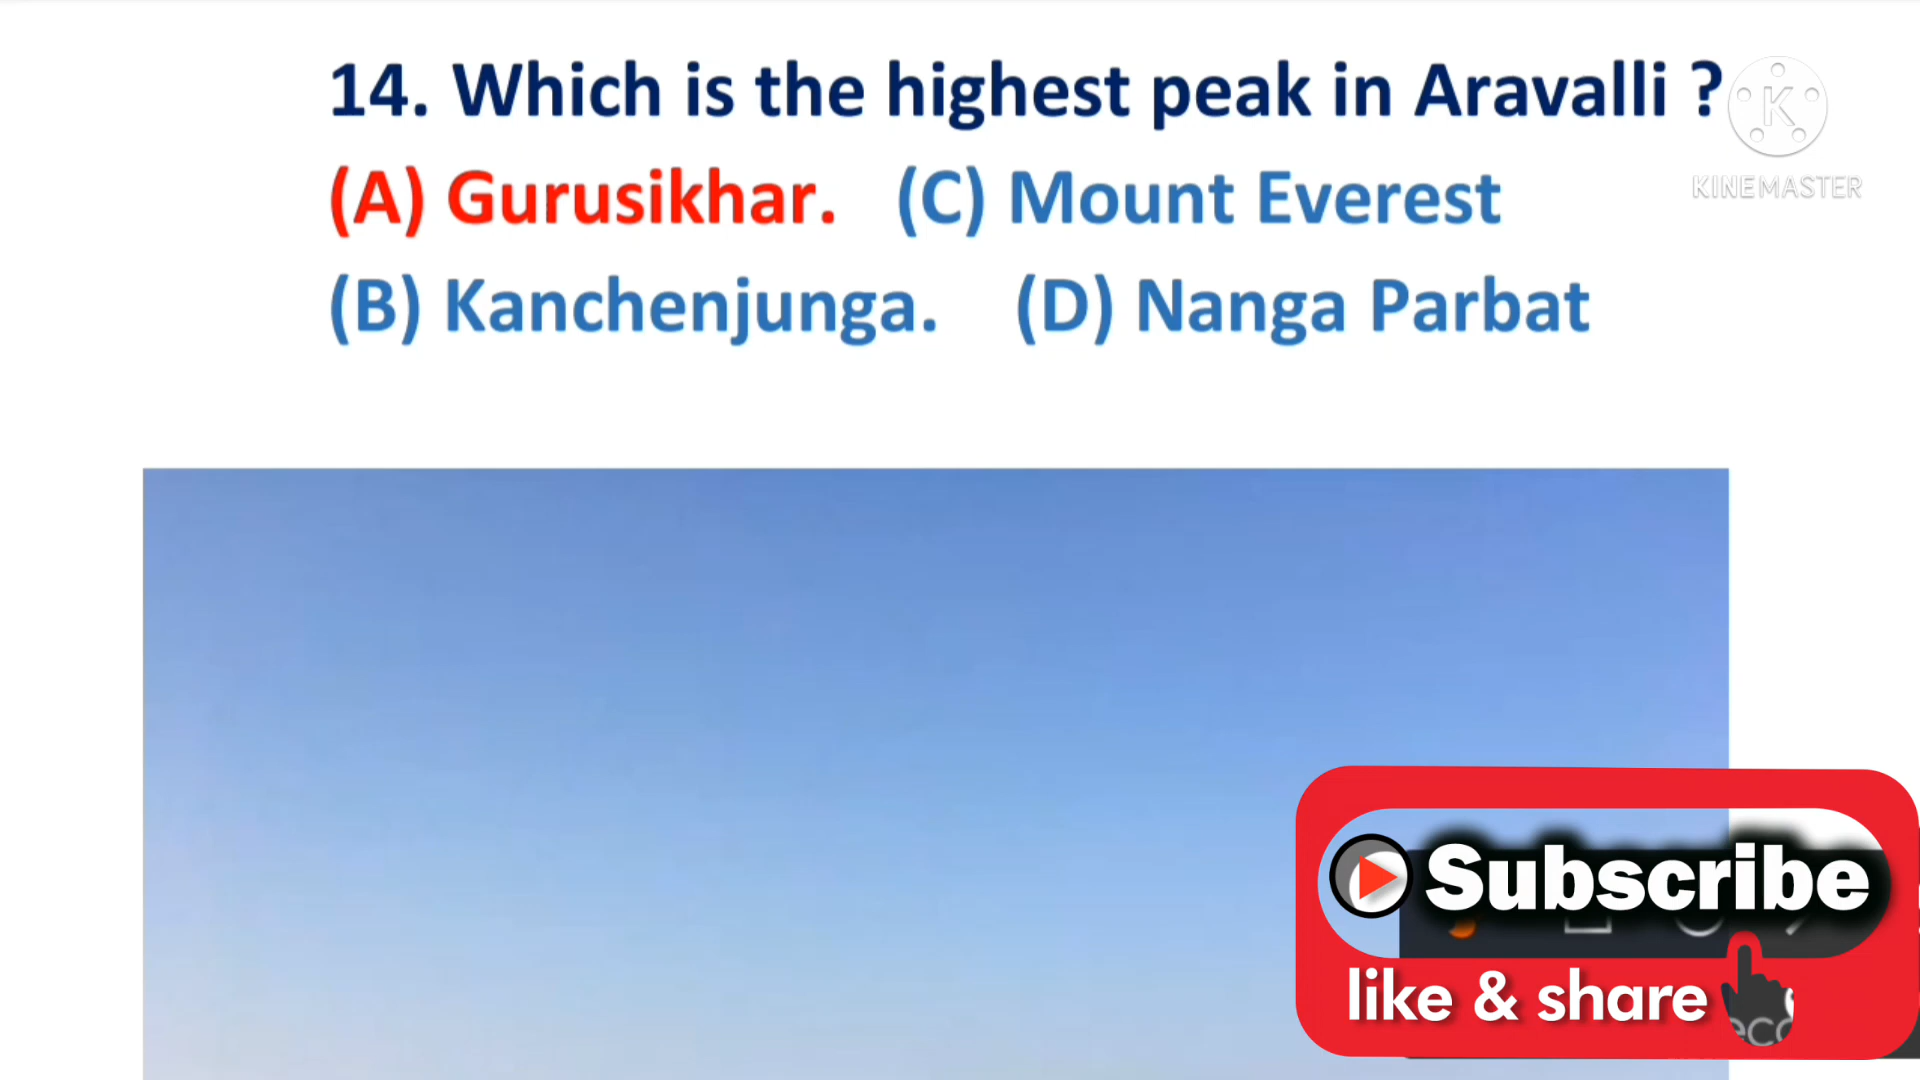 14. Which is the highest peak in Aravalli ?
(A) Gurusikhar. (C) Mount Everest
(B) Kanchenjunga. (D) Nanga Parbat
K
KINEMASTER
Subscribe
like & share